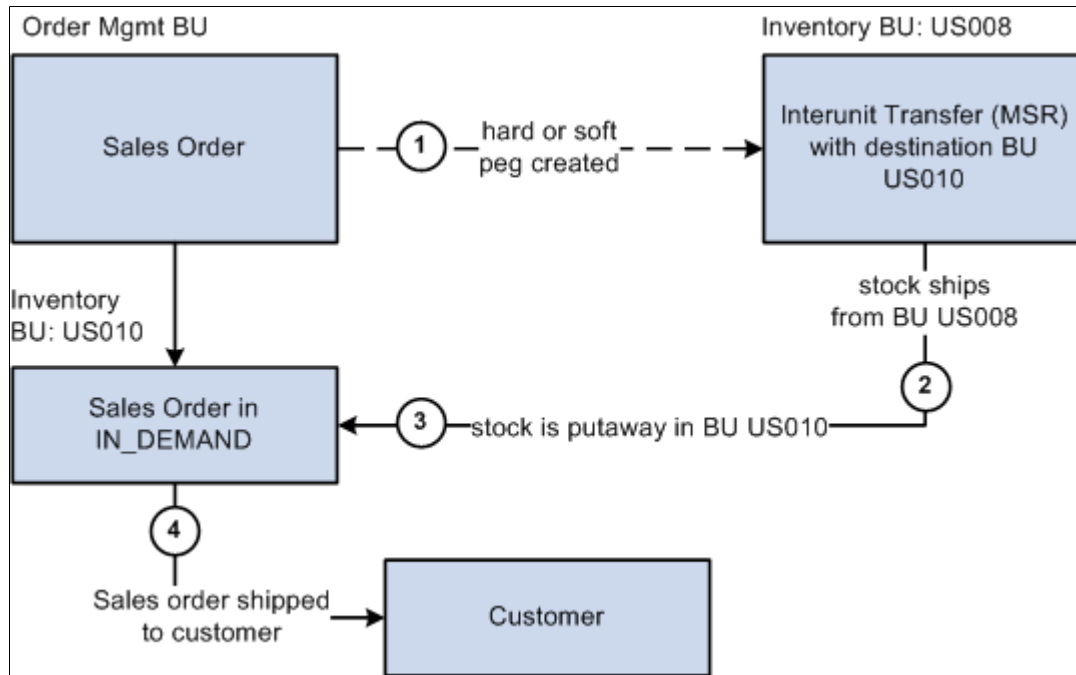 Order Mgmt BU
Inventory BU: US008
Sales Order
1
hard or soft
peg created
Interunit Transfer (MSR)
with destination BU
US010
Inventory
BU: US010
stock ships
from BU US008
2
Sales Order in
IN_DEMAND
3
stock is putaway in BU US010
4
Sales order shipped
to customer
Customer